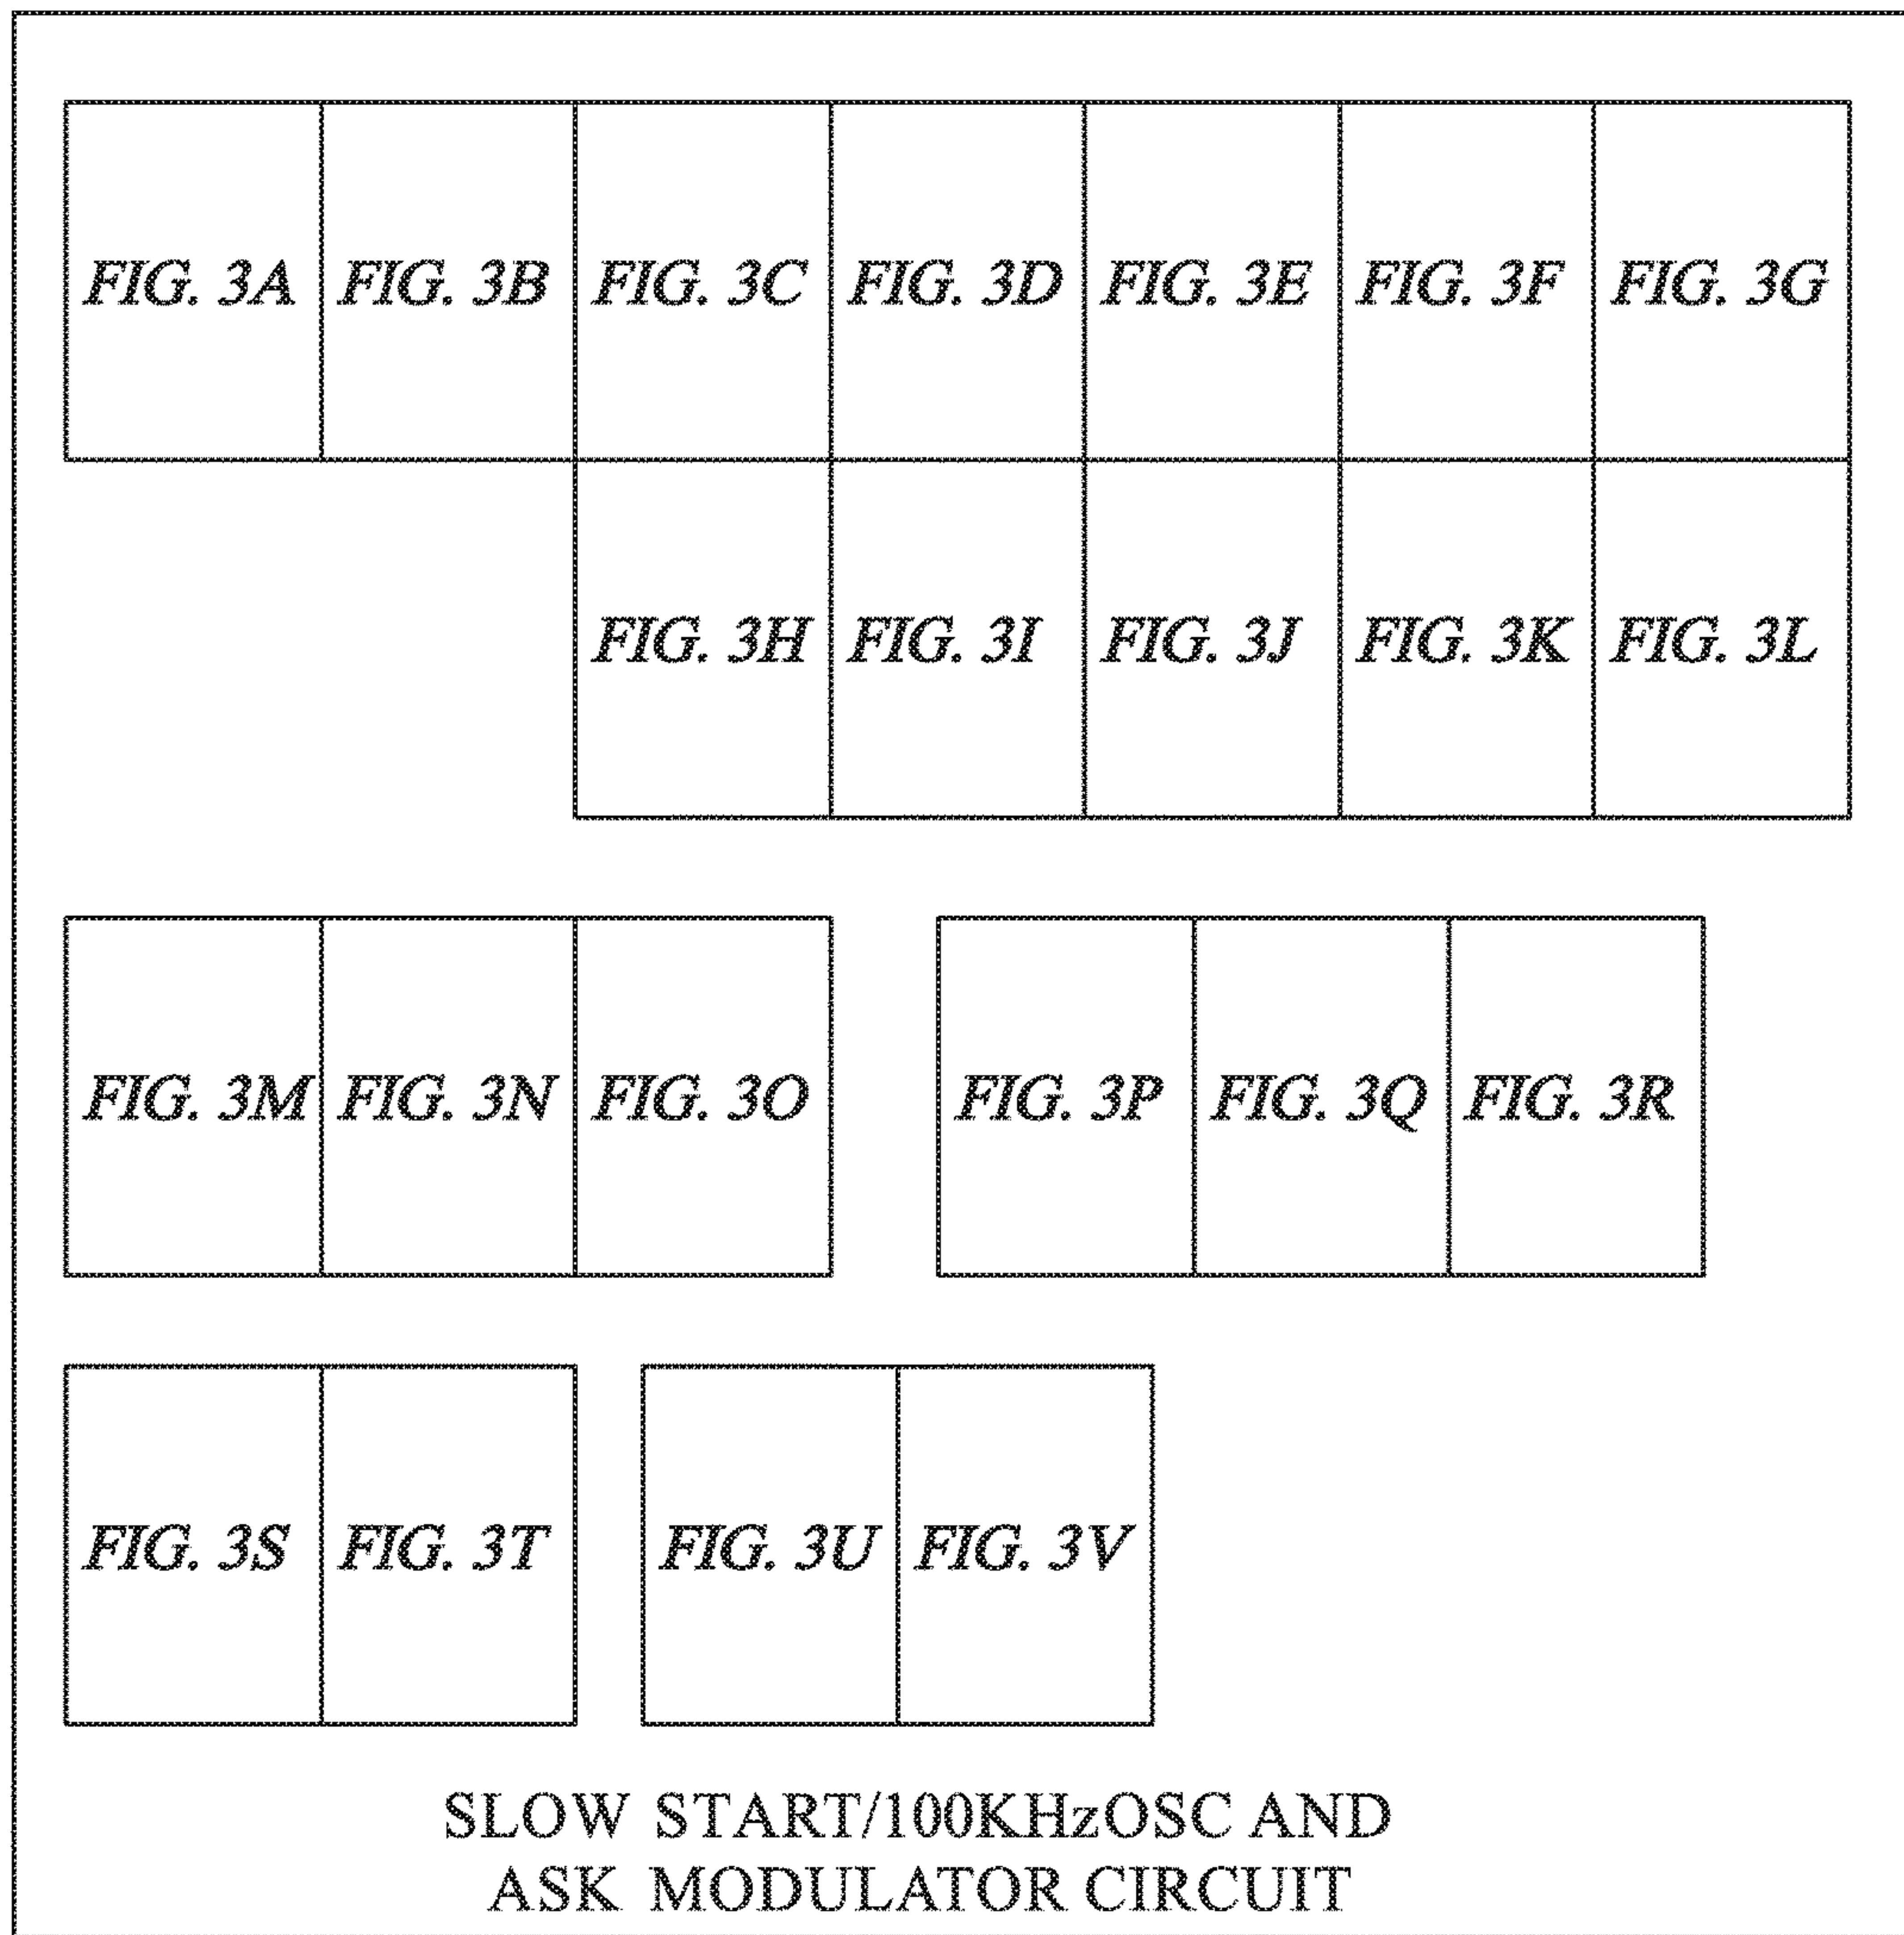 FIG. 3A FIG. 3B FIG. 3C FIG. 3D FIG. 3E FIG. 3F FIG. 3G
FIG. 3H FIG. 3I FIG. 3J FIG. 3K FIG. 3L
FIG. 3M FIG. 3N FIG. 3O FIG. 3P FIG. 3Q FIG. 3R
FIG. 3S FIG. 3T FIG. 3U FIG. 3V
SLOW START/100KHzOSC AND
ASK MODULATOR CIRCUIT